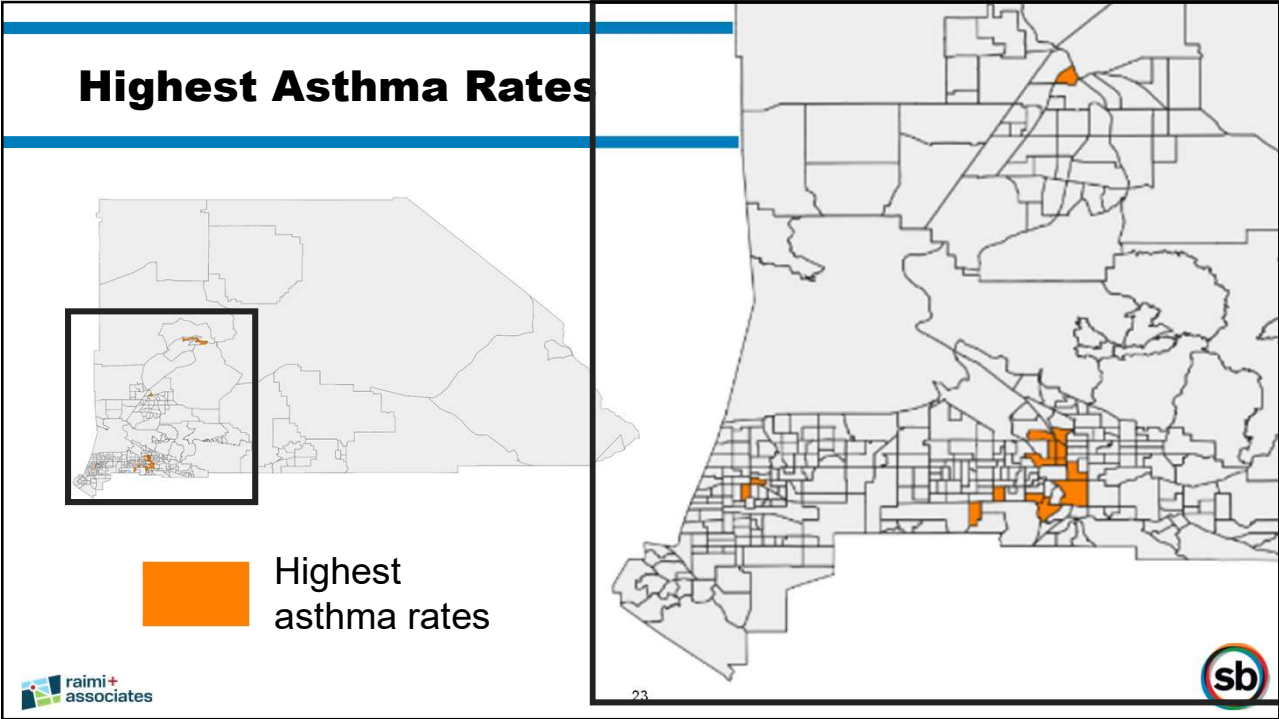 Highest Asthma Rates
Highest
asthma rates
raimi+
associates
23
sb